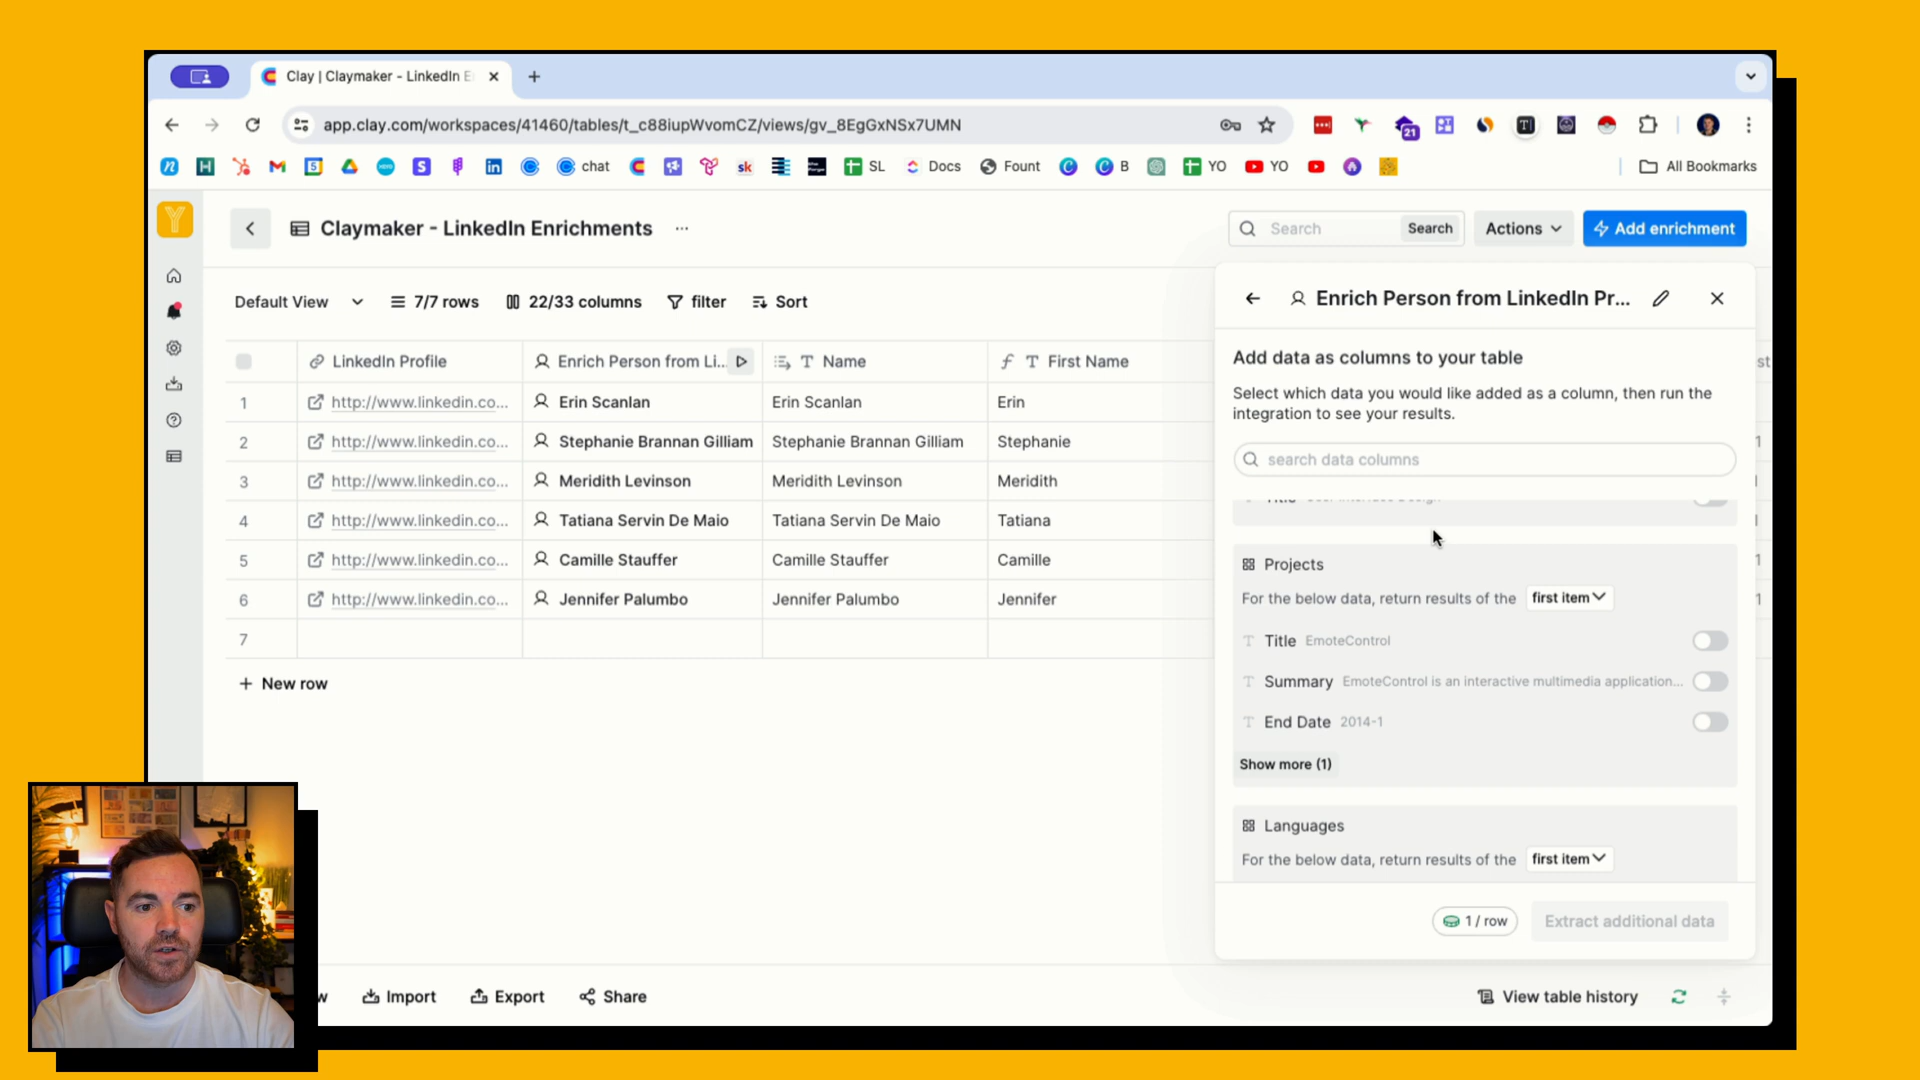 Clay | Claymaker - LinkedIn E
app.clay.com/workspaces/41460/tables/t_c88iupWvomCZ/views/gv_8EgGxNSx7UMN
21
chat
sk
SL
Docs
Fount
B
YO
YO
All Bookmarks
Claymaker - LinkedIn Enrichments
Search
Search
Actions
Add enrichment
Default View
7/7 rows
22/33 columns
filter
Sort
LinkedIn Profile
Enrich Person from Li...
Name
First Name
1
http://www.linkedin.co...
Erin Scanlan
Erin Scanlan
Erin
2
http://www.linkedin.co...
Stephanie Brannan Gilliam
Stephanie Brannan Gilliam
Stephanie
3
http://www.linkedin.co...
Meridith Levinson
Meridith Levinson
Meridith
4
http://www.linkedin.co...
Tatiana Servin De Maio
Tatiana Servin De Maio
Tatiana
5
http://www.linkedin.co...
Camille Stauffer
Camille Stauffer
Camille
6
http://www.linkedin.co...
Jennifer Palumbo
Jennifer Palumbo
Jennifer
7
New row
Enrich Person from LinkedIn Pr...
Add data as columns to your table
Select which data you would like added as a column, then run the
integration to see your results.
search data columns
Projects
For the below data, return results of the first item
Title EmoteControl
Summary EmoteControl is an interactive multimedia application...
End Date 2014-1
Show more (1)
Languages
For the below data, return results of the first item
1 / row
Extract additional data
Import
Export
Share
View table history